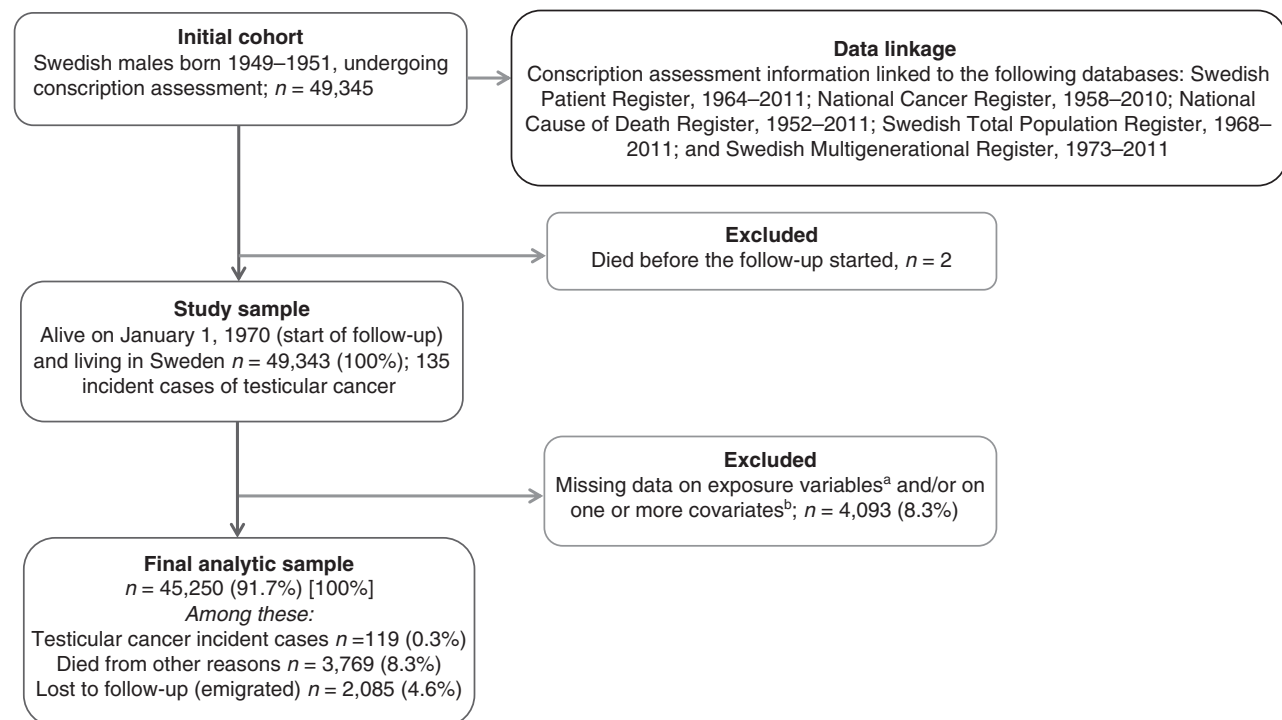 Initial cohort
Swedish males born 1949–1951, undergoing
conscription assessment; n = 49,345
Data linkage
Conscription assessment information linked to the following databases: Swedish
Patient Register, 1964–2011; National Cancer Register, 1958–2010; National
Cause of Death Register, 1952–2011; Swedish Total Population Register, 1968–
2011; and Swedish Multigenerational Register, 1973–2011
Excluded
Died before the follow-up started, n = 2
Study sample
Alive on January 1, 1970 (start of follow-up)
and living in Sweden n = 49,343 (100%); 135
incident cases of testicular cancer
Excluded
Missing data on exposure variablesa and/or on
one or more covariatesb; n = 4,093 (8.3%)
Final analytic sample
n = 45,250 (91.7%) [100%]
Among these:
Testicular cancer incident cases n =119 (0.3%)
Died from other reasons n = 3,769 (8.3%)
Lost to follow-up (emigrated) n = 2,085 (4.6%)